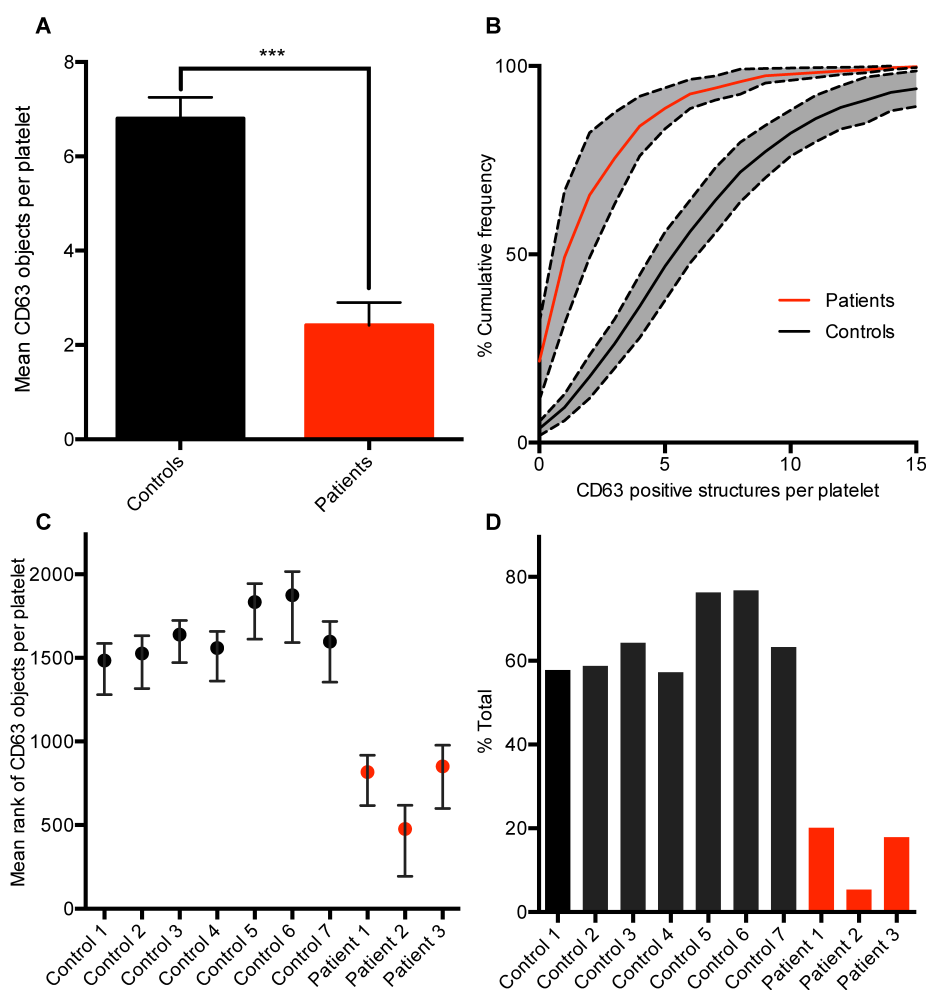 A
Mean CD63 objects per platelet
8
6
4
2
0
***
Controls
Patients
B
% Cumulative frequency
100
50
0
Patients
Controls
0 5 10 15
CD63 positive structures per platelet
C
Mean rank of CD63 objects per platelet
2000
1500
1000
500
0
Control 1
Control 2
Control 3
Control 4
Control 5
Control 6
Control 7
Patient 1
Patient 2
Patient 3
D
% Total
80
60
40
20
0
Control 1
Control 2
Control 3
Control 4
Control 5
Control 6
Control 7
Patient 1
Patient 2
Patient 3